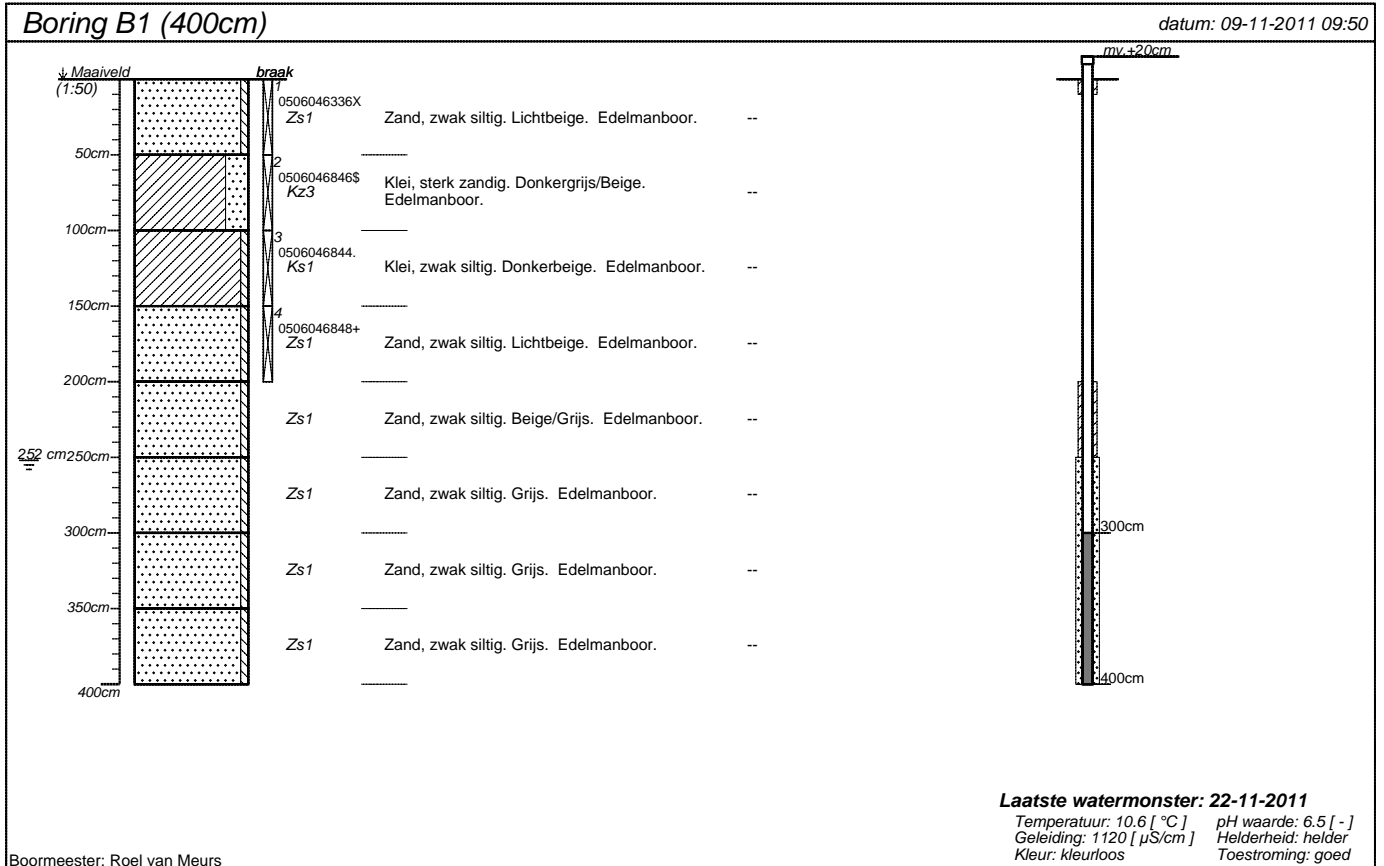 Boring B1 (400cm)
datum: 09-11-2011 09:50
mv.+20cm
Maaiveld
braak
(1:50)
1
0506046336X
Zs1
Zand, zwak siltig. Lichtbeige. Edelmanboor.
--
50cm
2
0506046846$
Kz3
Klei, sterk zandig. Donkergrijs/Beige.
Edelmanboor.
--
100cm
3
0506046844.
Ks1
Klei, zwak siltig. Donkerbeige. Edelmanboor.
--
150cm
4
0506046848+
Zs1
Zand, zwak siltig. Lichtbeige. Edelmanboor.
--
200cm
Zs1
Zand, zwak siltig. Beige/Grijs. Edelmanboor.
--
252 cm
250cm
Zs1
Zand, zwak siltig. Grijs. Edelmanboor.
--
300cm
300cm
Zs1
Zand, zwak siltig. Grijs. Edelmanboor.
--
350cm
Zs1
Zand, zwak siltig. Grijs. Edelmanboor.
--
400cm
400cm
Laatste watermonster: 22-11-2011
Temperatuur: 10.6 [ °C ] pH waarde: 6.5 [ - ]
Geleiding: 1120 [ µS/cm ] Helderheid: helder
Kleur: kleurloos Toestroming: goed
Boormeester: Roel van Meurs